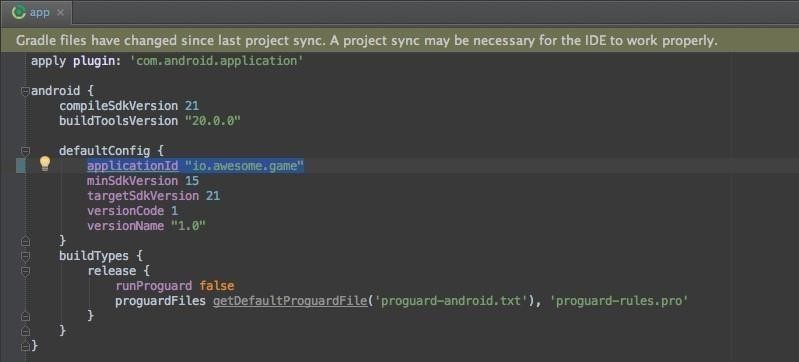 app
Gradle files have changed since last project sync. A project sync may be necessary for the IDE to work properly.
apply plugin: 'com.android.application'
android {
compileSdkVersion 21
buildToolsVersion "20.0.0"
defaultConfig {
applicationId "io.awesome.game"
minSdkVersion 15
targetSdkVersion 21
versionCode 1
versionName "1.0"
}
buildTypes {
release {
runProguard false
proguardFiles getDefaultProguardFile('proguard-android.txt'), 'proguard-rules.pro'
}
}
}